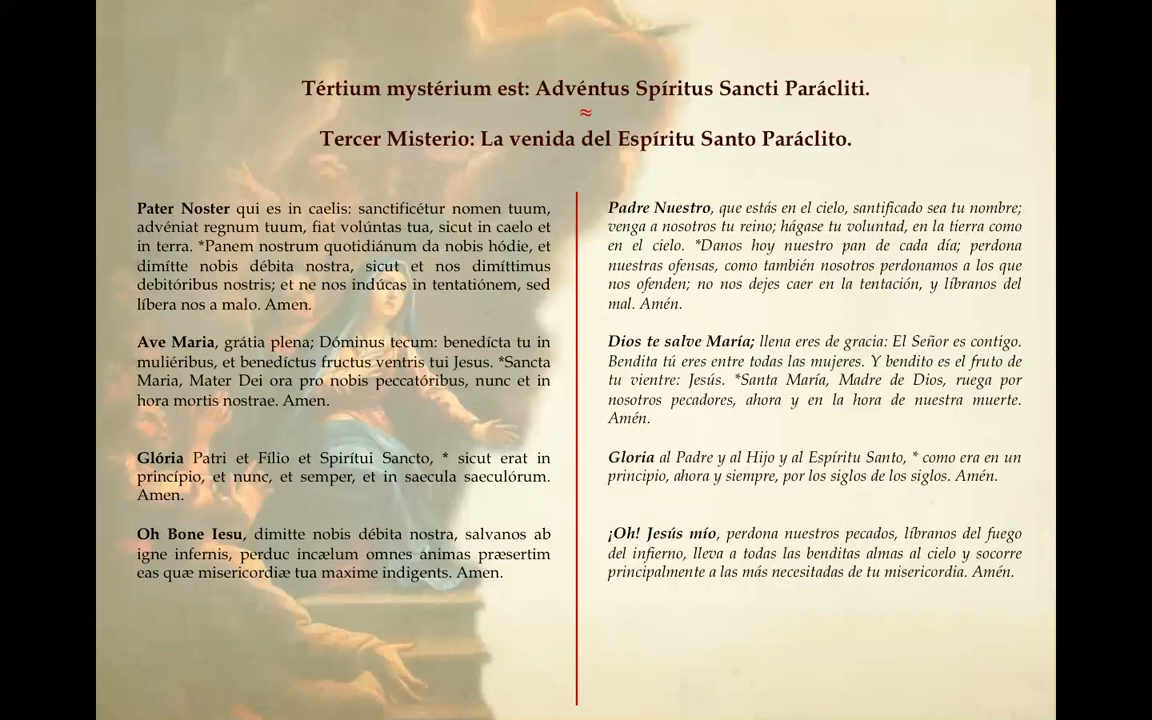 Tértium mystérium est: Advéntus Spíritus Sancti Parácliti.
≈
Tercer Misterio: La venida del Espíritu Santo Paráclito.
Pater Noster qui es in caelis: sanctificétur nomen tuum,
advéniat regnum tuum, fiat volúntas tua, sicut in caelo et
in terra. *Panem nostrum quotidiánum da nobis hódie, et
dimítte nobis débita nostra, sicut et nos dimíttimus
debitóribus nostris; et ne nos indúcas in tentatiónem, sed
líbera nos a malo. Amen.
Ave Maria, grátia plena; Dóminus tecum: benedícta tu in
muliéribus, et benedíctus fructus ventris tui Jesus. *Sancta
Maria, Mater Dei ora pro nobis peccatóribus, nunc et in
hora mortis nostrae. Amen.
Glória Patri et Fílio et Spirítui Sancto, * sicut erat in
princípio, et nunc, et semper, et in saecula saeculórum.
Amen.
Oh Bone Iesu, dimitte nobis débita nostra, salvanos ab
igne infernis, perduc incælum omnes ánimas præsertim
eas quæ misericordiæ tua maxime indigents. Amen.
Padre Nuestro, que estás en el cielo, santificado sea tu nombre;
venga a nosotros tu reino; hágase tu voluntad, en la tierra como
en el cielo. *Danos hoy nuestro pan de cada día; perdona
nuestras ofensas, como también nosotros perdonamos a los que
nos ofenden; no nos dejes caer en la tentación, y líbranos del
mal. Amén.
Dios te salve María; llena eres de gracia: El Señor es contigo.
Bendita tú eres entre todas las mujeres. Y bendito es el fruto de
tu vientre: Jesús. *Santa María, Madre de Dios, ruega por
nosotros pecadores, ahora y en la hora de nuestra muerte.
Amén.
Gloria al Padre y al Hijo y al Espíritu Santo, * como era en un
principio, ahora y siempre, por los siglos de los siglos. Amén.
¡Oh! Jesús mío, perdona nuestros pecados, líbranos del fuego
del infierno, lleva a todas las benditas almas al cielo y socorre
principalmente a las más necesitadas de tu misericordia. Amén.